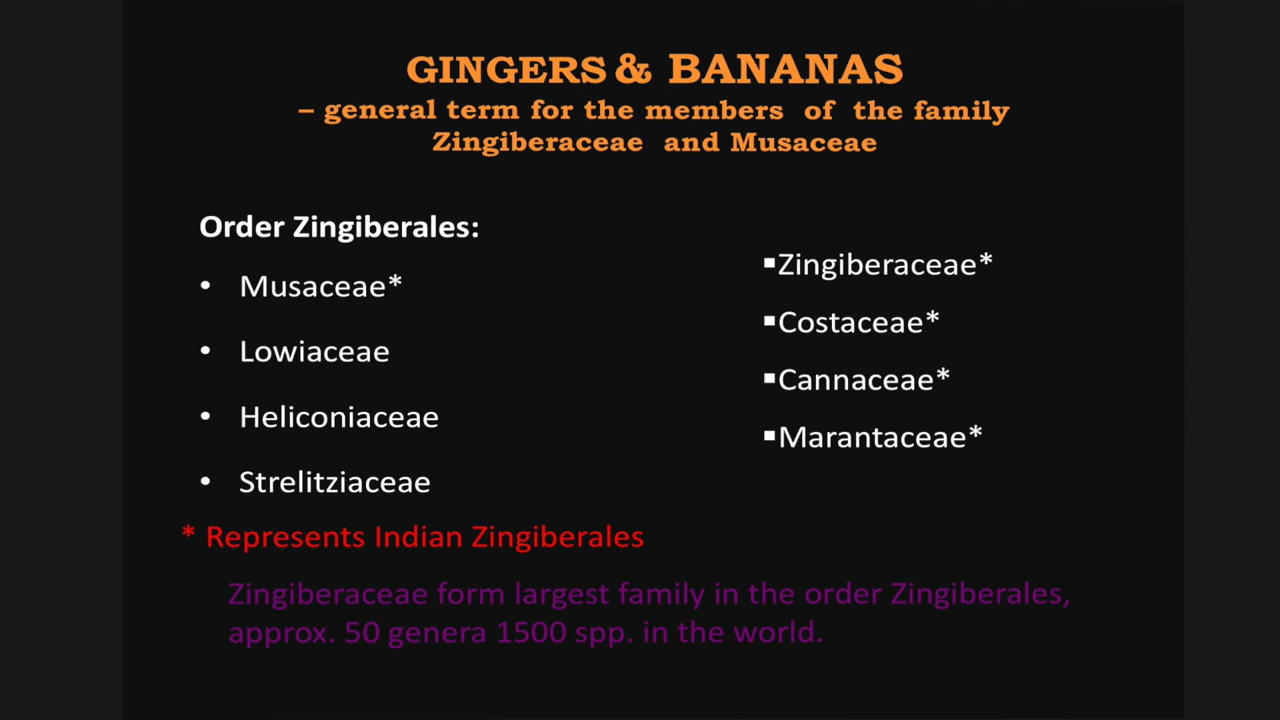 GINGERS & BANANAS
– general term for the members of the family
Zingiberaceae and Musaceae
Order Zingiberales:
• Musaceae*
• Lowiaceae
• Heliconiaceae
• Strelitziaceae
▪Zingiberaceae*
▪Costaceae*
▪Cannaceae*
▪Marantaceae*
* Represents Indian Zingiberales
Zingiberaceae form largest family in the order Zingiberales,
approx. 50 genera 1500 spp. in the world.